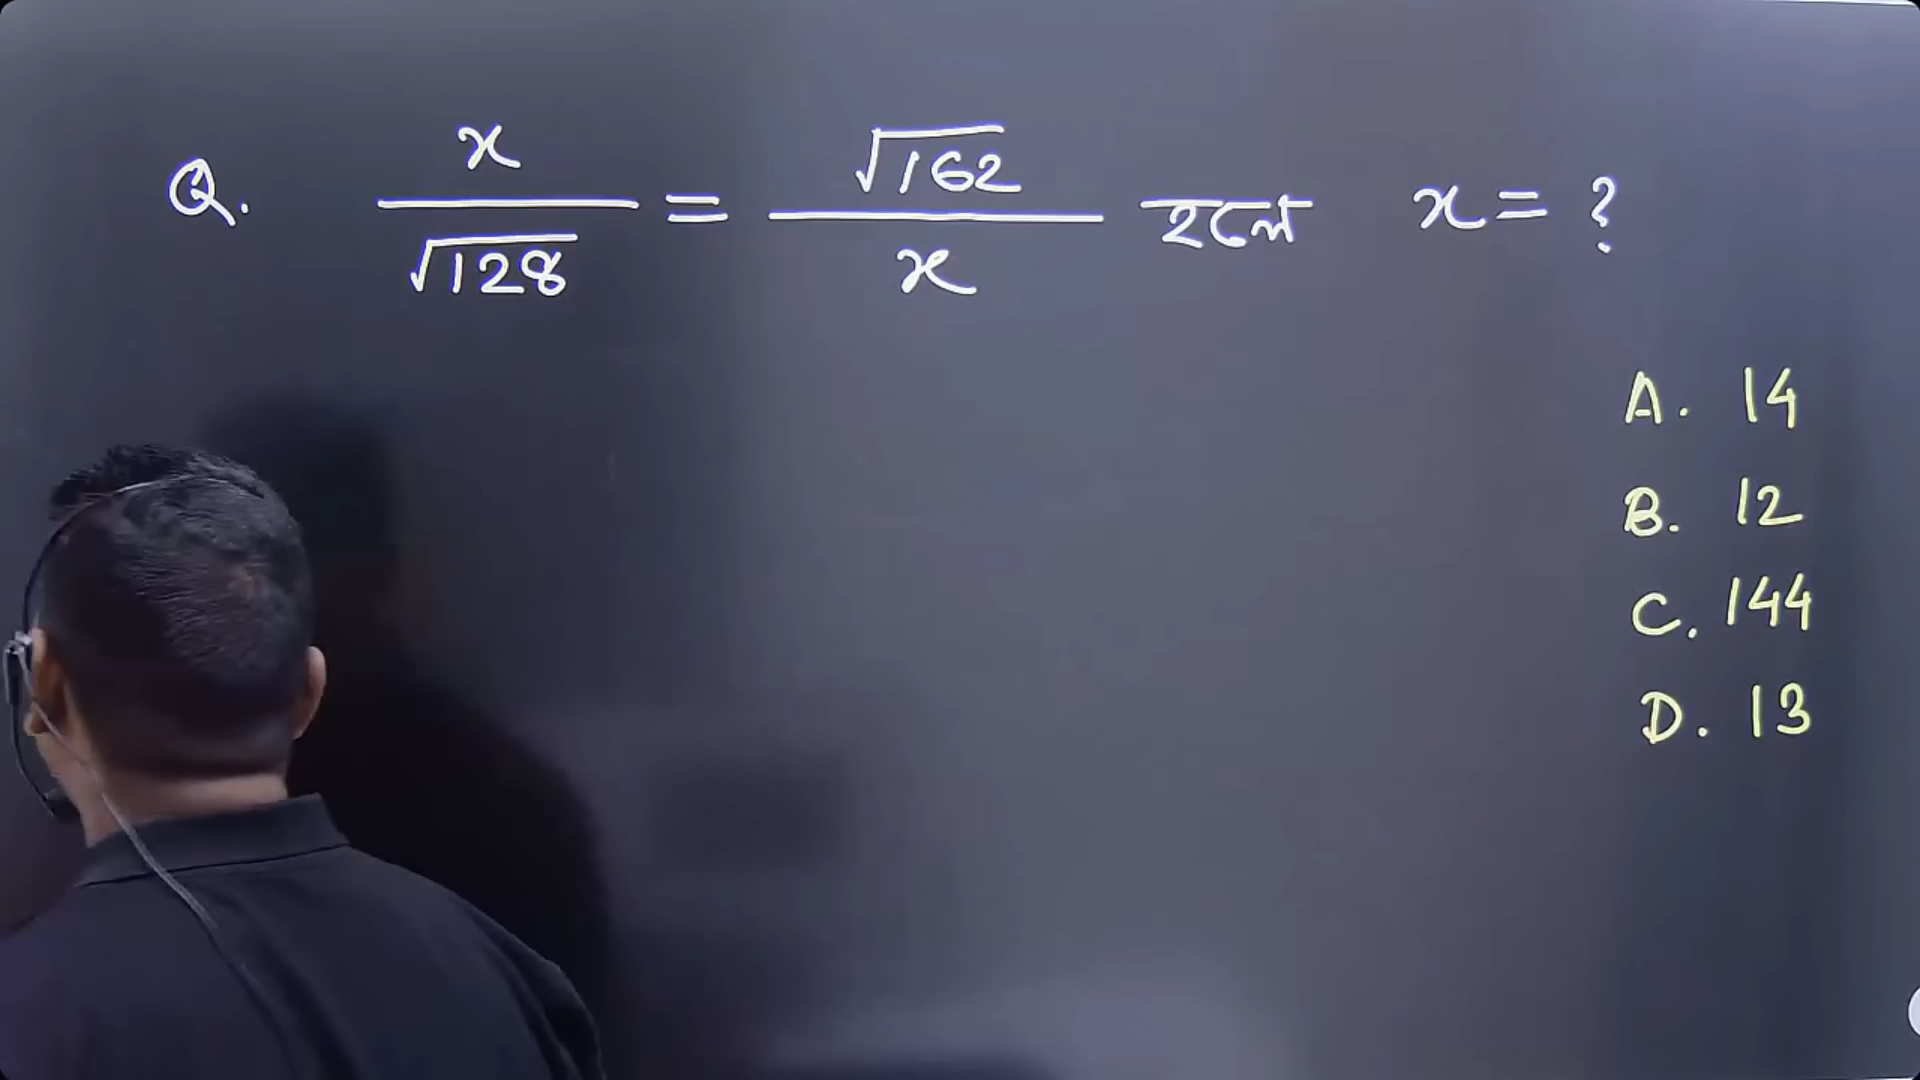 Q. x/√128 = √162/x হলে x = ?
A. 14
B. 12
C. 144
D. 13